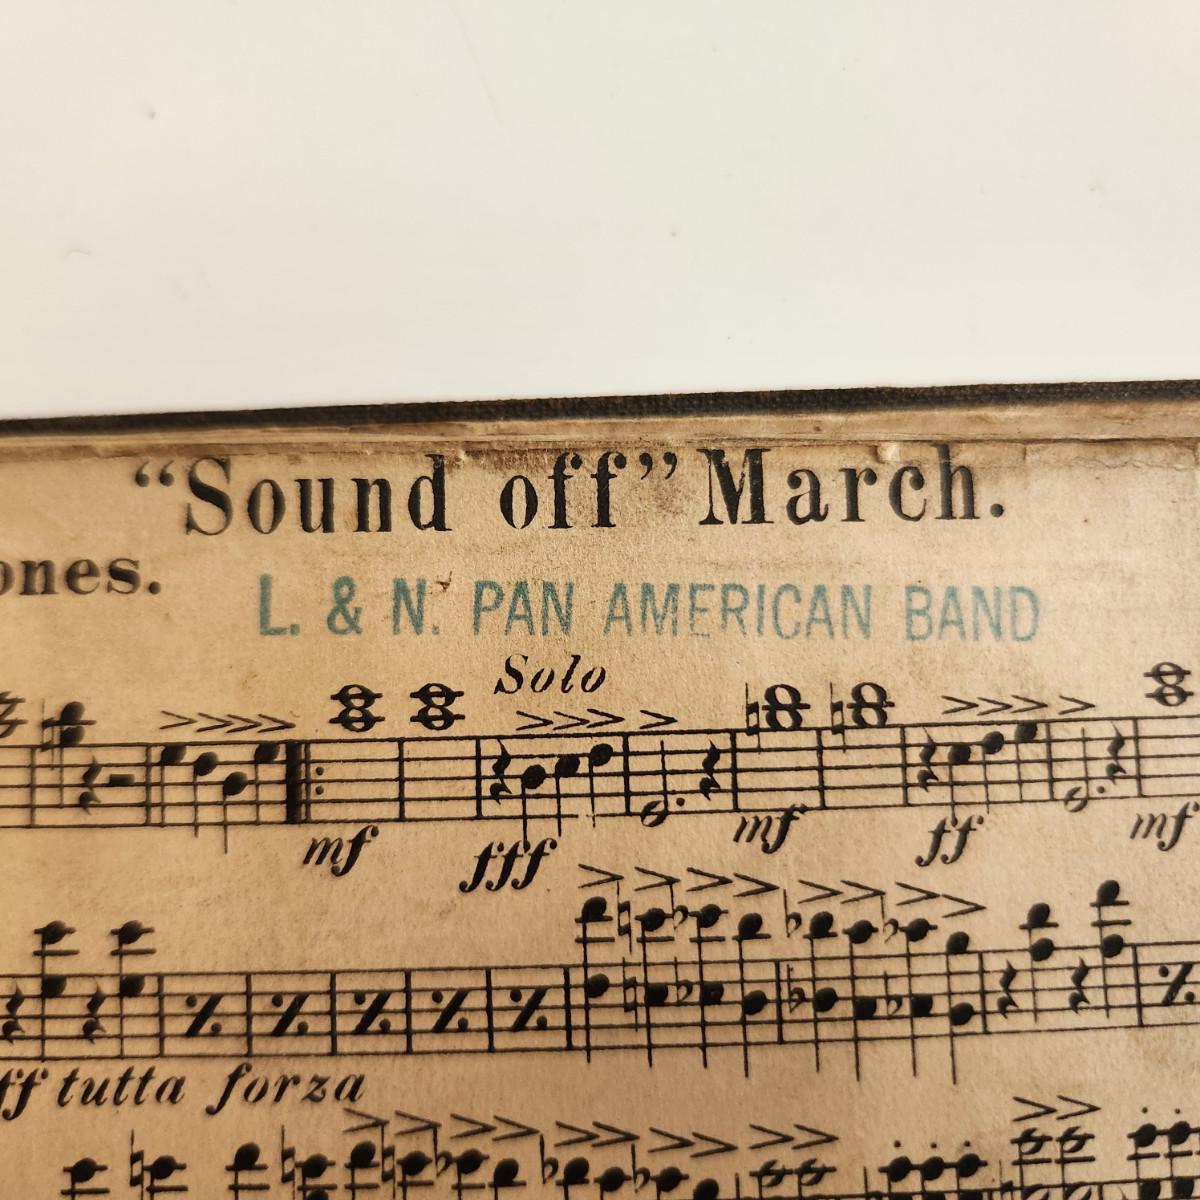 “Sound off” March.
ones.
L. & N. PAN AMERICAN BAND
Solo
mf
fff
mf
ff
mf
ff tutta forza